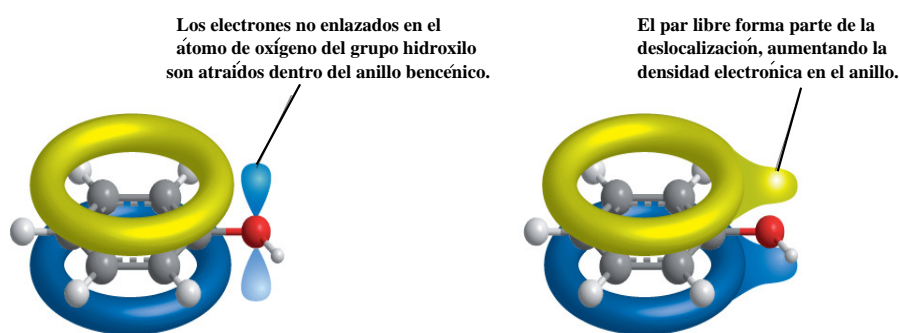 Los electrones no enlazados en el
átomo de oxígeno del grupo hidroxilo
son atraídos dentro del anillo bencénico.
El par libre forma parte de la
deslocalización, aumentando la
densidad electrónica en el anillo.